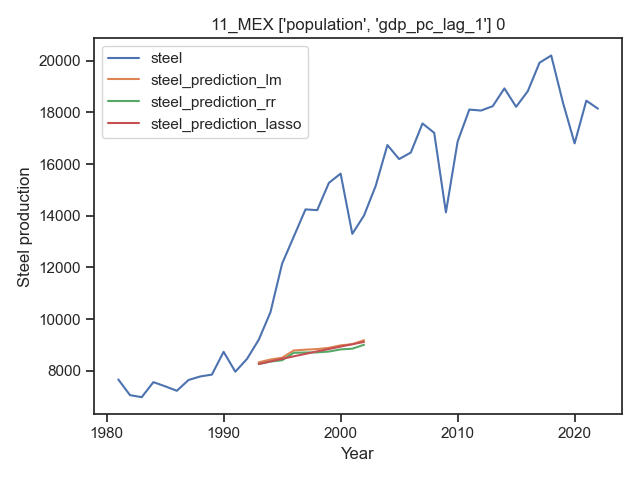 11_MEX ['population', 'gdp_pc_lag_1'] 0
steel
steel_prediction_lm
steel_prediction_rr
steel_prediction_lasso
Steel production
20000
18000
16000
14000
12000
10000
8000
1980
1990
2000
2010
2020
Year